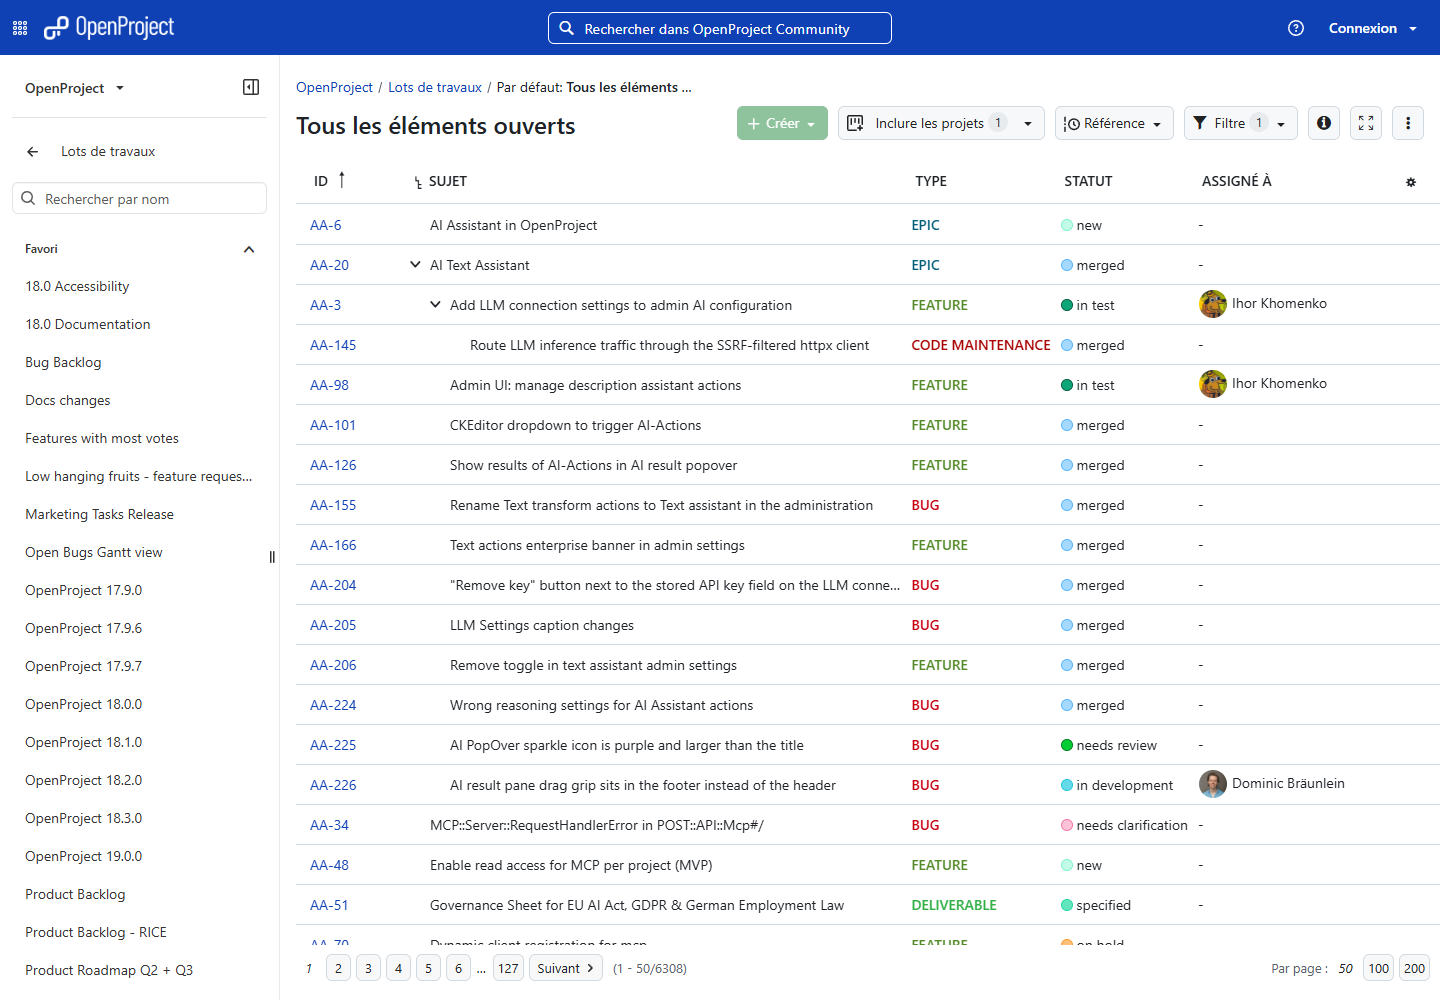 OpenProject
Rechercher dans OpenProject Community
Connexion
OpenProject
Lots de travaux
Rechercher par nom
Favori
18.0 Accessibility
18.0 Documentation
Bug Backlog
Docs changes
Features with most votes
Low hanging fruits - feature reques...
Marketing Tasks Release
Open Bugs Gantt view
OpenProject 17.9.0
OpenProject 17.9.6
OpenProject 17.9.7
OpenProject 18.0.0
OpenProject 18.1.0
OpenProject 18.2.0
OpenProject 18.3.0
OpenProject 19.0.0
Product Backlog
Product Backlog - RICE
Product Roadmap Q2 + Q3
OpenProject / Lots de travaux / Par défaut: Tous les éléments ...
Tous les éléments ouverts
+ Créer
Inclure les projets 1
Référence
Filtre 1
ID SUJET TYPE STATUT ASSIGNÉ À
AA-6 AI Assistant in OpenProject EPIC new -
AA-20 AI Text Assistant EPIC merged -
AA-3 Add LLM connection settings to admin AI configuration FEATURE in test Ihor Khomenko
AA-145 Route LLM inference traffic through the SSRF-filtered httpx client CODE MAINTENANCE merged -
AA-98 Admin UI: manage description assistant actions FEATURE in test Ihor Khomenko
AA-101 CKEditor dropdown to trigger AI-Actions FEATURE merged -
AA-126 Show results of AI-Actions in AI result popover FEATURE merged -
AA-155 Rename Text transform actions to Text assistant in the administration BUG merged -
AA-166 Text actions enterprise banner in admin settings FEATURE merged -
AA-204 "Remove key" button next to the stored API key field on the LLM conne... BUG merged -
AA-205 LLM Settings caption changes BUG merged -
AA-206 Remove toggle in text assistant admin settings FEATURE merged -
AA-224 Wrong reasoning settings for AI Assistant actions BUG merged -
AA-225 AI PopOver sparkle icon is purple and larger than the title BUG needs review -
AA-226 AI result pane drag grip sits in the footer instead of the header BUG in development Dominic Bräunlein
AA-34 MCP::Server::RequestHandlerError in POST::API::Mcp#/ BUG needs clarification -
AA-48 Enable read access for MCP per project (MVP) FEATURE new -
AA-51 Governance Sheet for EU AI Act, GDPR & German Employment Law DELIVERABLE specified -
AA-70 Dynamic client registration for mcp FEATURE on hold
1 2 3 4 5 6 ... 127 Suivant (1 - 50/6308)
Par page : 50 100 200